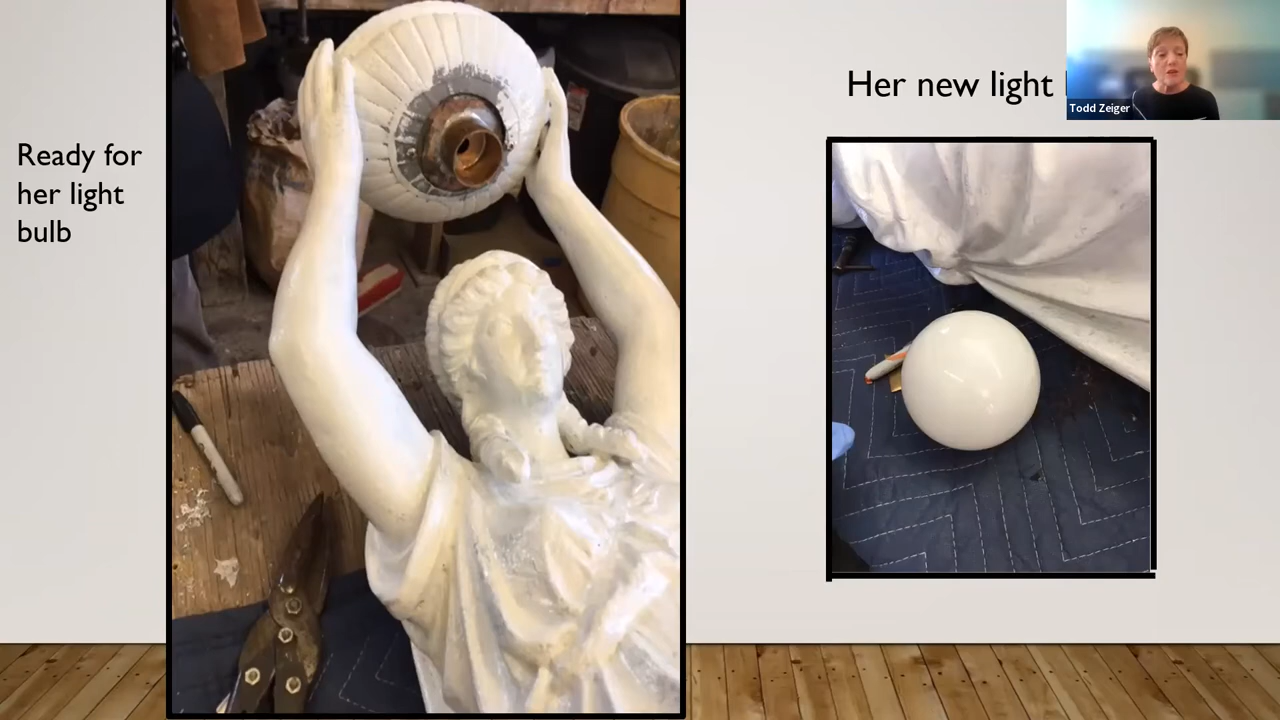 Ready for
her light
bulb
Her new light
Todd Zeiger